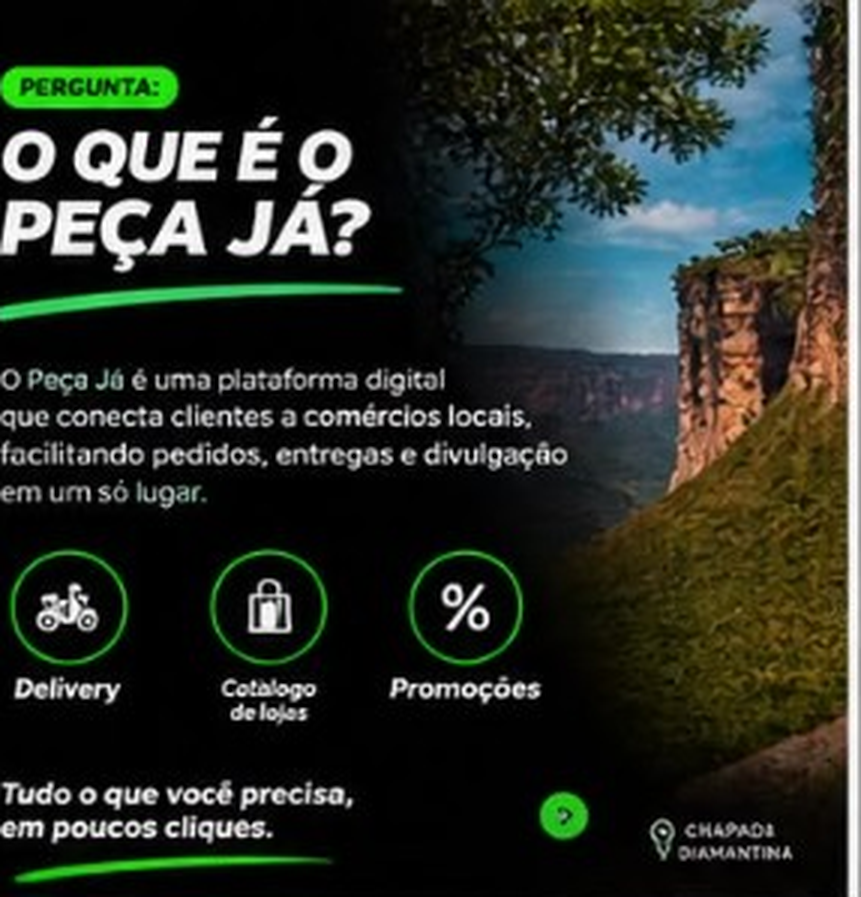 PERGUNTA:
O QUE É O
PEÇA JÁ?
O Peça Já é uma plataforma digital
que conecta clientes a comércios locais,
facilitando pedidos, entregas e divulgação
em um só lugar.
%
Delivery
Catálogo
de lojas
Promoções
Tudo o que você precisa,
em poucos cliques.
CHAPADA
DIAMANTINA